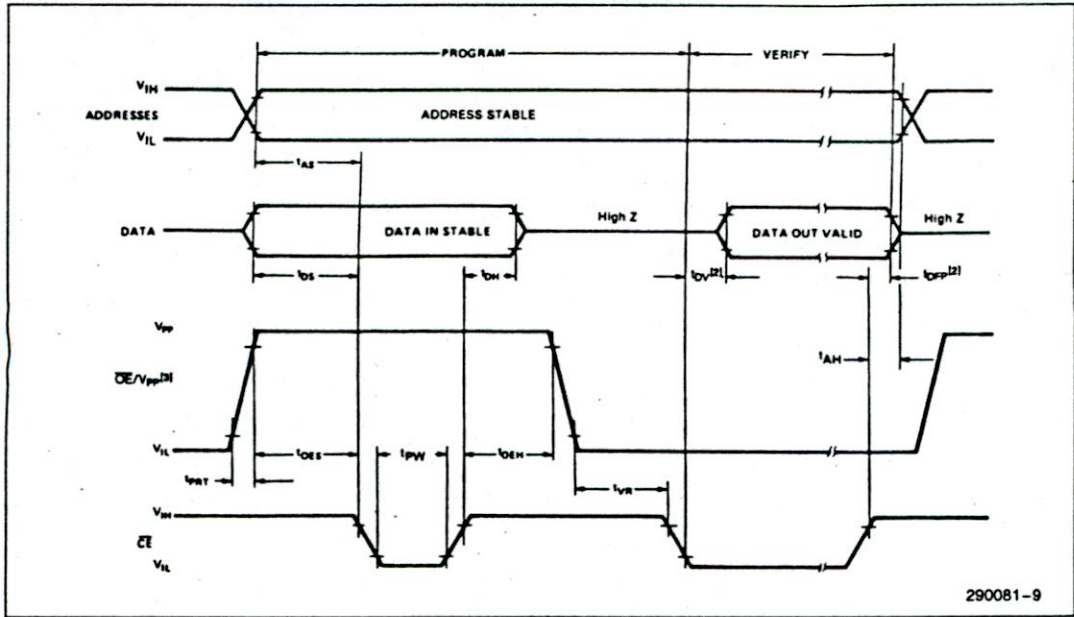 PROGRAM VERIFY
VIH
ADDRESSES ADDRESS STABLE
VIL
tAS
High Z High Z
DATA DATA IN STABLE DATA OUT VALID
tDS tDH tDV[2] tDFP[2]
VPP
tAH
OE/VPP[3]
VIL tOES tPW tOEH
tPRT tVR
VIH
CE
VIL
290081-9